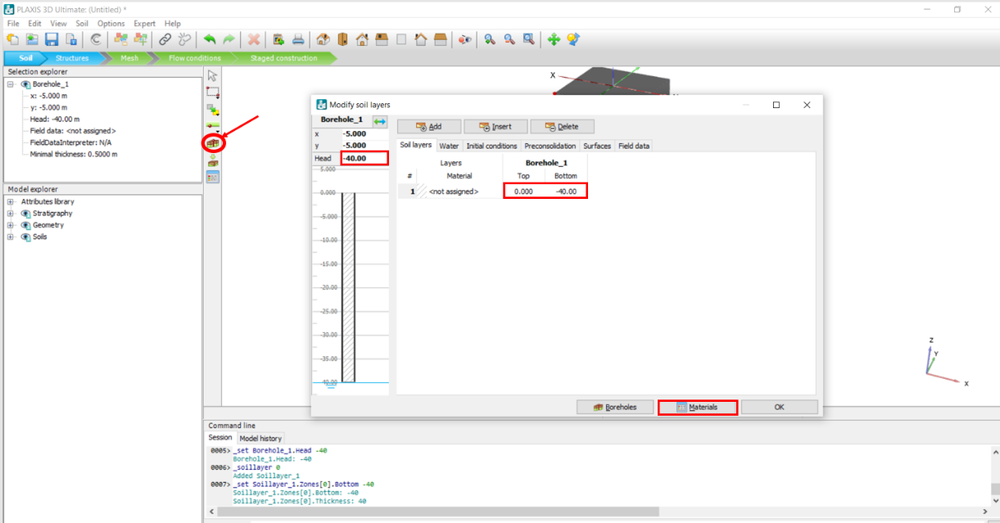 PLAXIS 3D Ultimate: (Untitled) *
File Edit View Soil Options Expert Help
Soil Structures Mesh Flow conditions Staged construction
Selection explorer
Borehole_1
x: -5.000 m
y: -5.000 m
Head: -40.00 m
Field data: <not assigned>
FieldDataInterpreter: N/A
Minimal thickness: 0.5000 m
Model explorer
Attributes library
Stratigraphy
Geometry
Soils
X
Modify soil layers
Borehole_1
x -5.000
y -5.000
Head -40.00
5.000
0.000
-5.000
-10.00
-15.00
-20.00
-25.00
-30.00
-35.00
-40.00
Add Insert Delete
Soil layers Water Initial conditions Preconsolidation Surfaces Field data
Layers Borehole_1
# Material Top Bottom
1 <not assigned> 0.000 -40.00
Boreholes Materials OK
Z
Y
X
Command line
Session Model history
0005> _set Borehole_1.Head -40
Borehole_1.Head: -40
0006> _soillayer 0
Added Soillayer_1
0007> _set Soillayer_1.Zones[0].Bottom -40
Soillayer_1.Zones[0].Bottom: -40
Soillayer_1.Zones[0].Thickness: 40